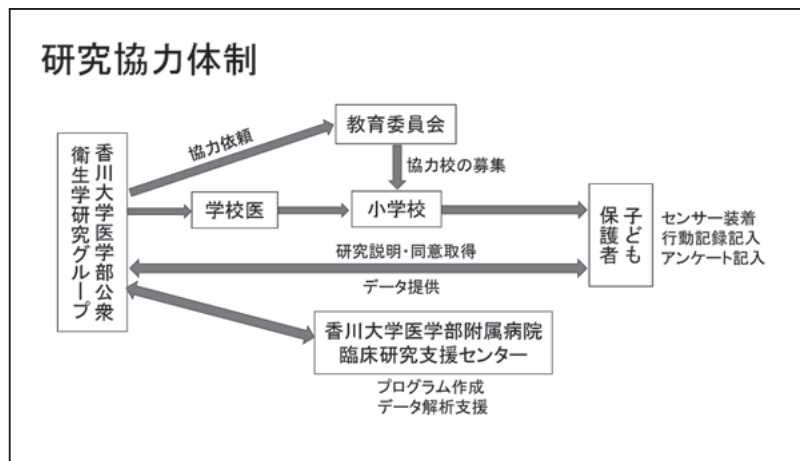 研究協力体制
香川大学医学部公衆
衛生学研究グループ
協力依頼
教育委員会
協力校の募集
学校医
小学校
子ども
保護者
センサー装着
行動記録記入
アンケート記入
研究説明・同意取得
データ提供
香川大学医学部附属病院
臨床研究支援センター
プログラム作成
データ解析支援